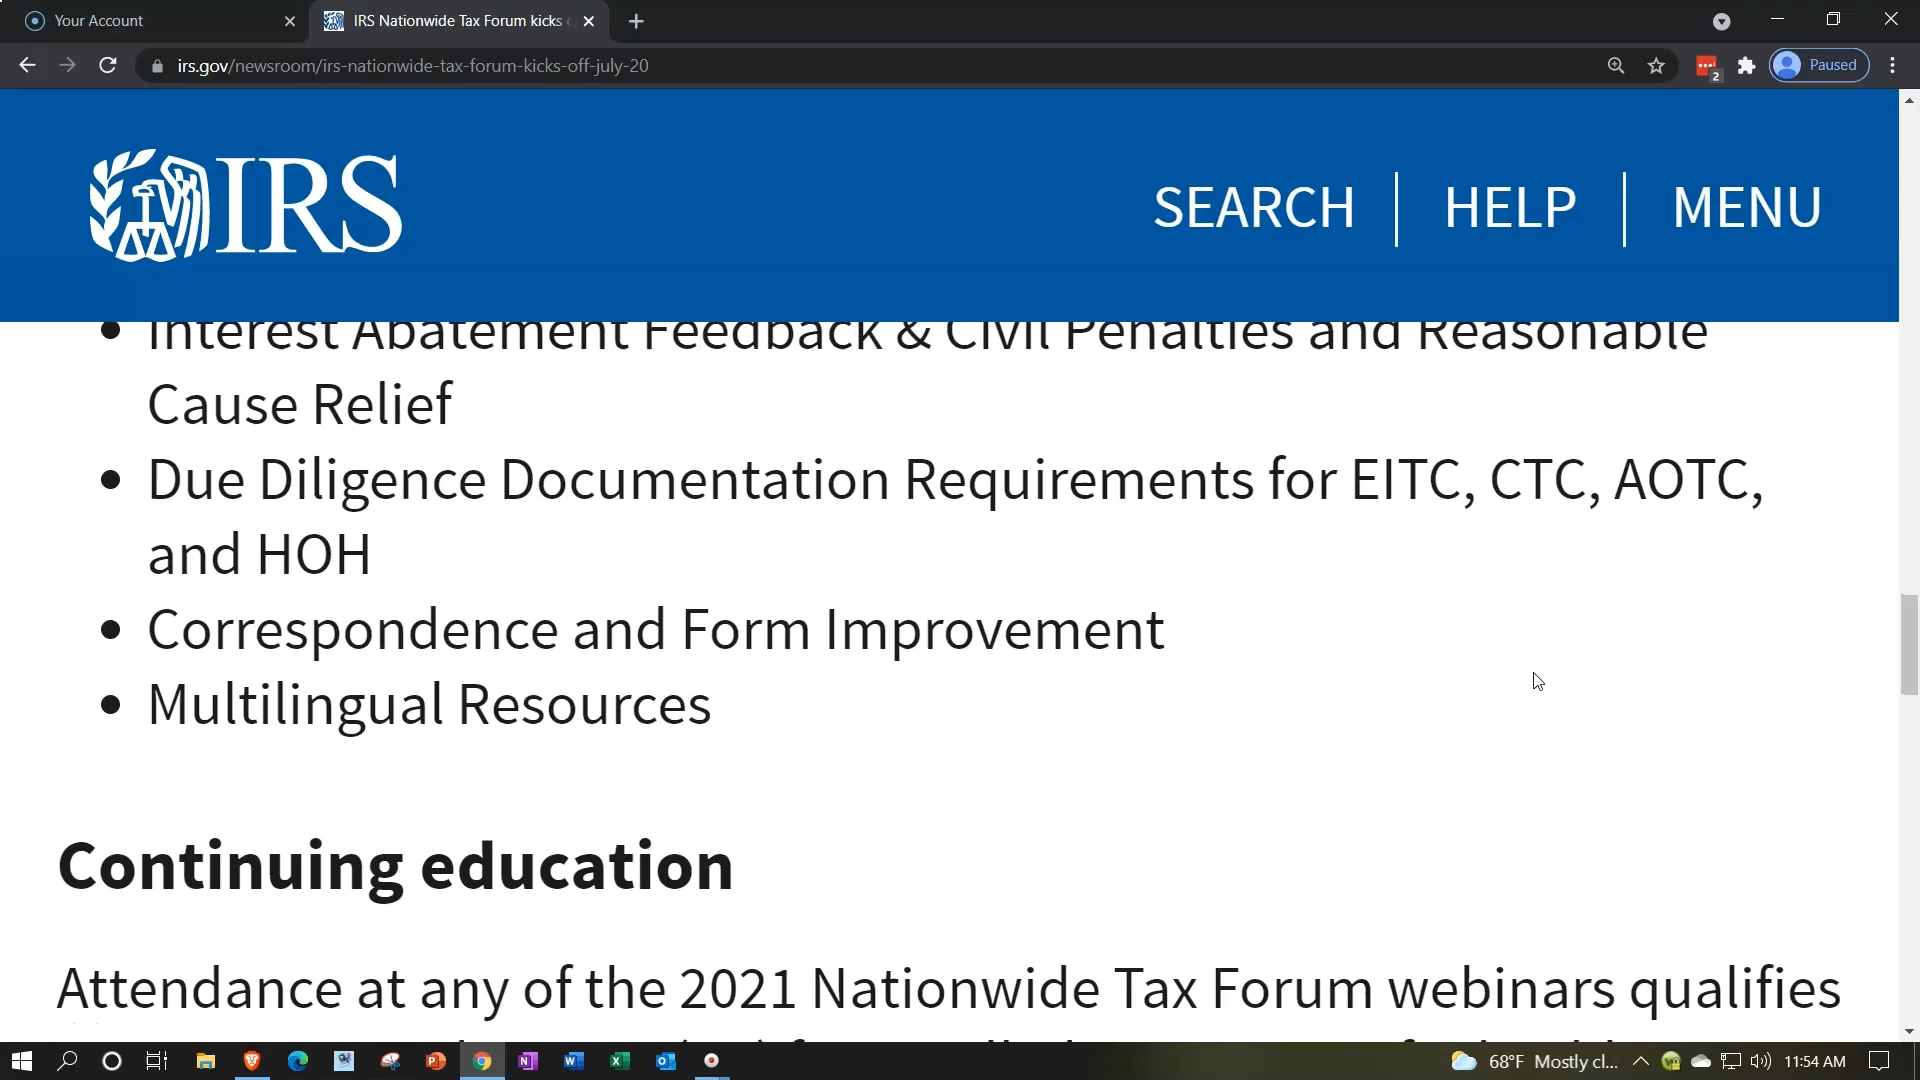 Your Account
IRS Nationwide Tax Forum kicks
irs.gov/newsroom/irs-nationwide-tax-forum-kicks-off-july-20
2
Paused
IRS
SEARCH
HELP
MENU
Interest Abatement Feedback & Civil Penalties and Reasonable
Cause Relief
Due Diligence Documentation Requirements for EITC, CTC, AOTC,
and HOH
Correspondence and Form Improvement
Multilingual Resources
Continuing education
Attendance at any of the 2021 Nationwide Tax Forum webinars qualifies
68°F Mostly cl...
11:54 AM